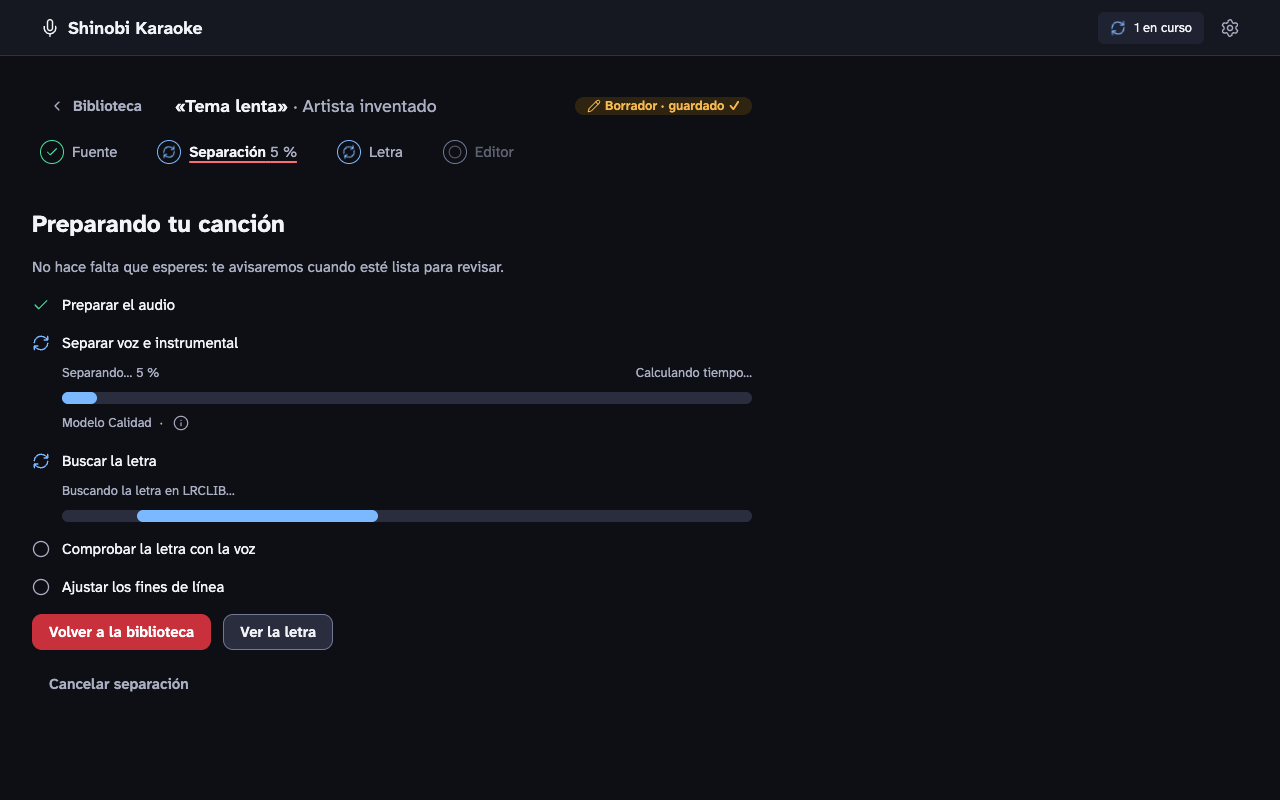 Shinobi Karaoke
1 en curso
Biblioteca
«Tema lenta» · Artista inventado
Borrador · guardado ✓
Fuente
Separación 5 %
Letra
Editor
Preparando tu canción
No hace falta que esperes: te avisaremos cuando esté lista para revisar.
Preparar el audio
Separar voz e instrumental
Separando… 5 %
Calculando tiempo…
Modelo Calidad ·
Buscar la letra
Buscando la letra en LRCLIB…
Comprobar la letra con la voz
Ajustar los fines de línea
Volver a la biblioteca
Ver la letra
Cancelar separación